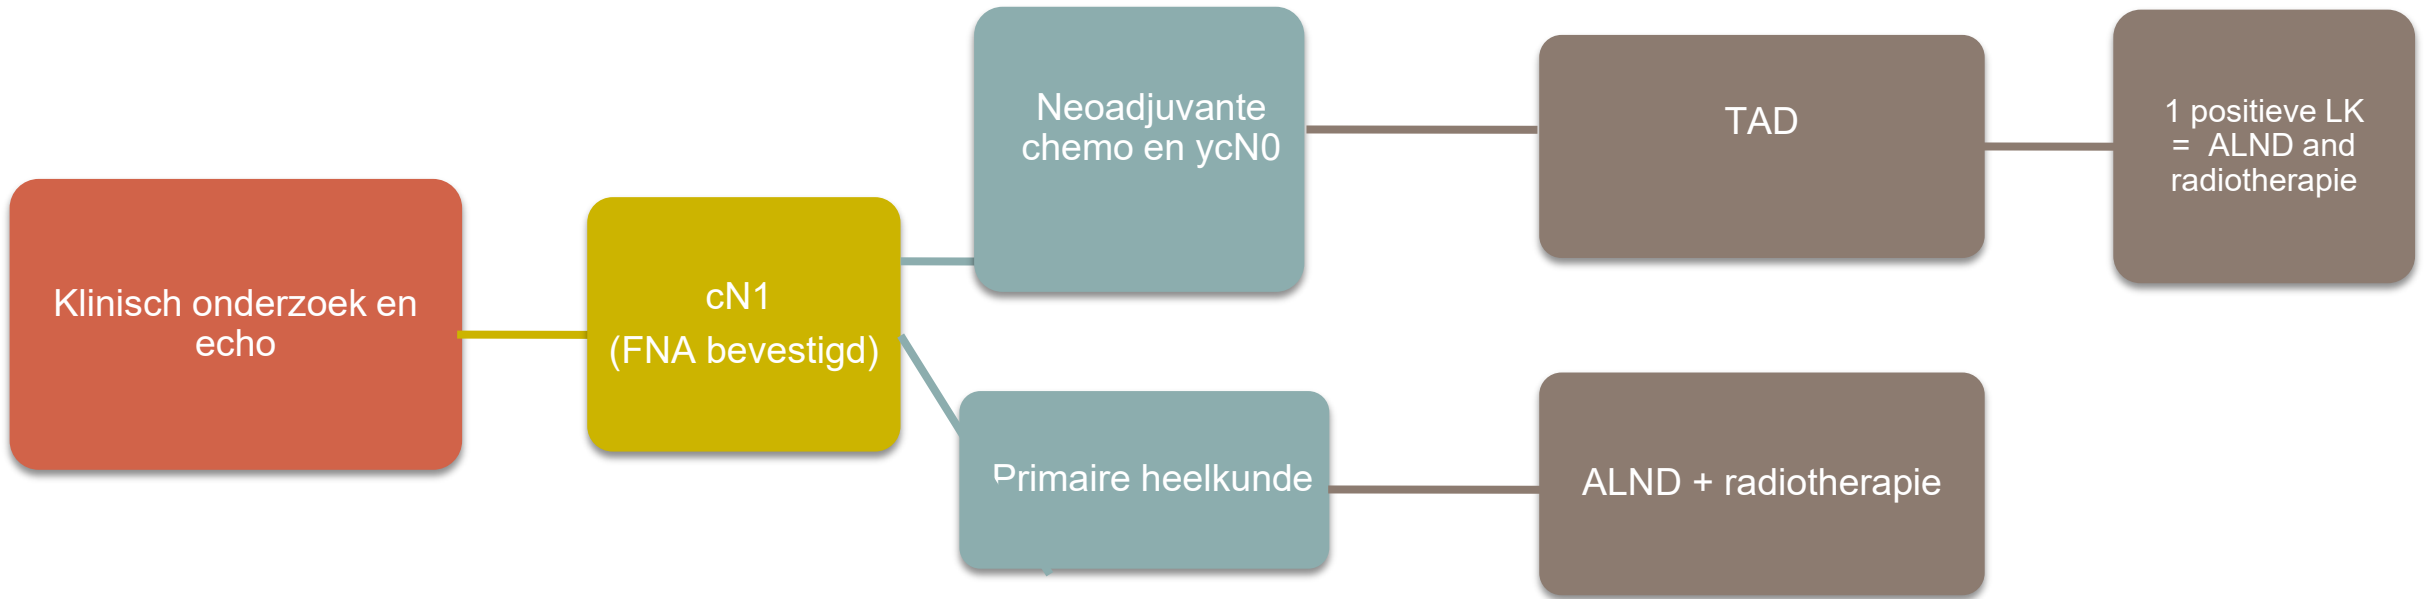 Klinisch onderzoek en
echo
cN1
(FNA bevestigd)
Neoadjuvante
chemo en ycN0
TAD
1 positieve LK
= ALND and
radiotherapie
Primaire heelkunde
ALND + radiotherapie